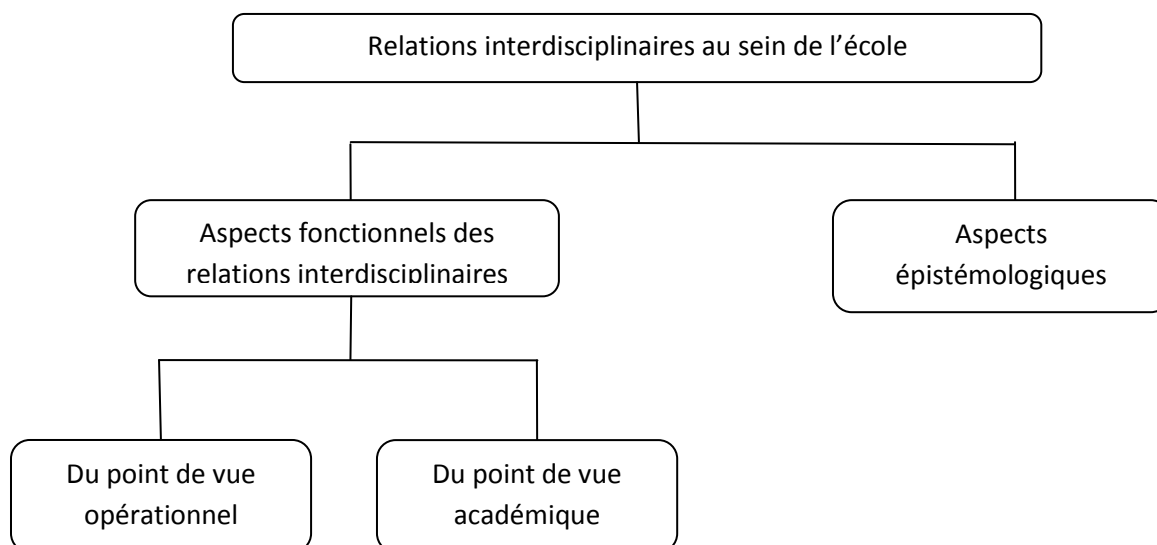 Relations interdisciplinaires au sein de l’école
Aspects fonctionnels des
relations interdisciplinaires
Aspects
épistémologiques
Du point de vue
opérationnel
Du point de vue
académique